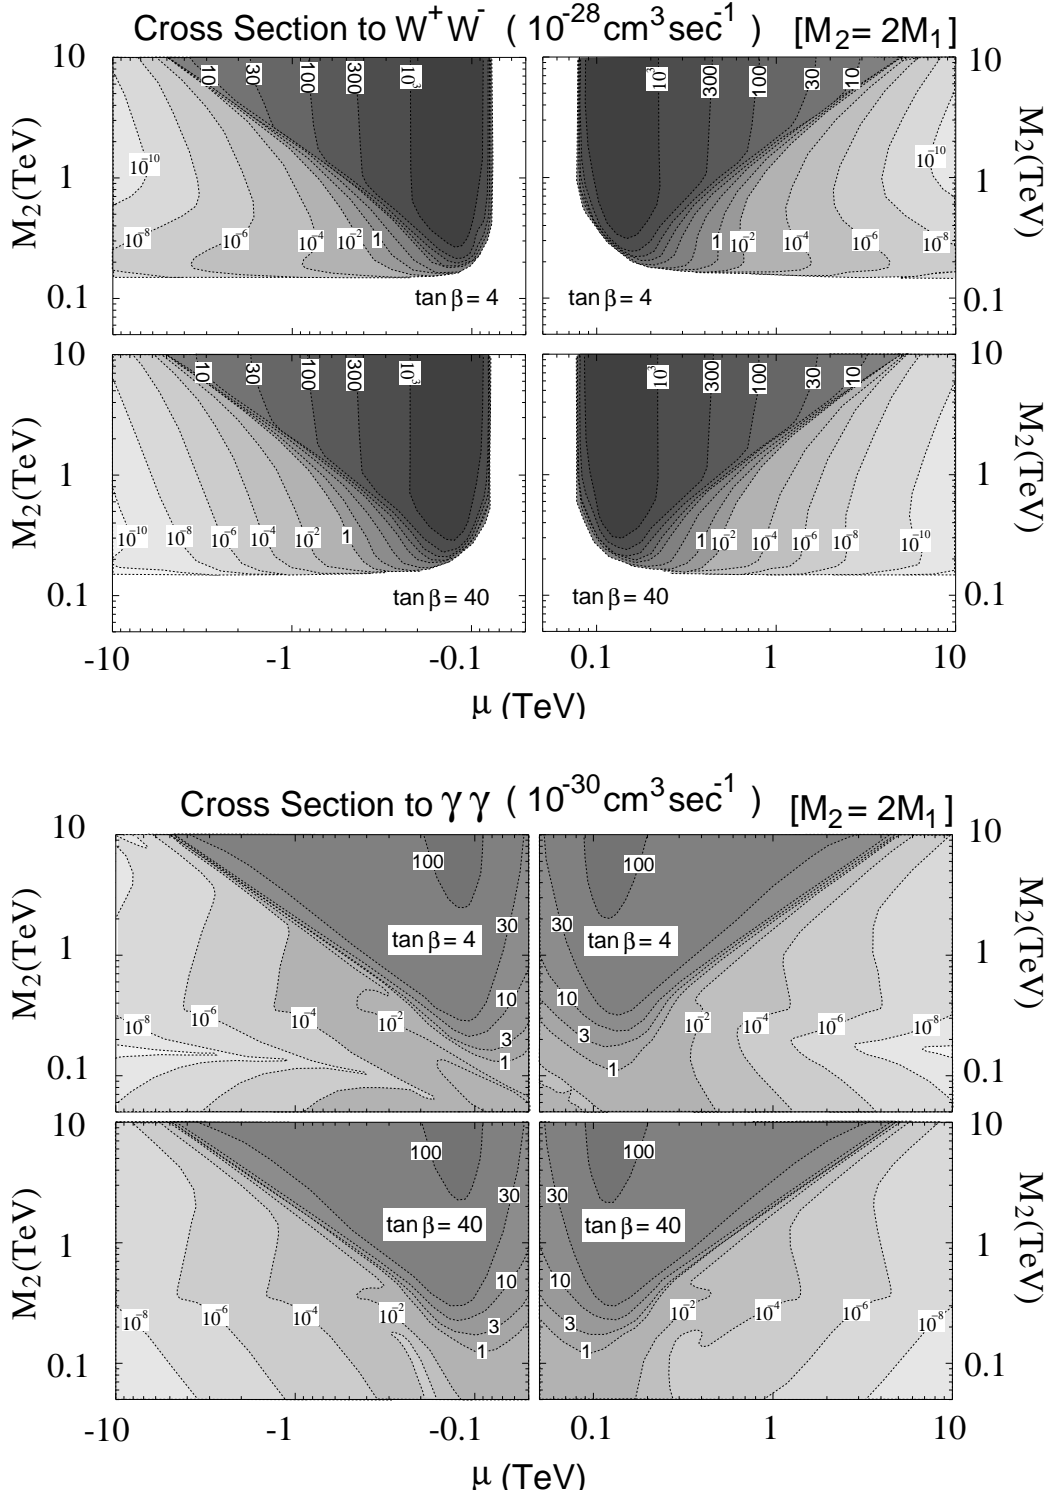 Cross Section to W⁺W⁻ ( 10⁻²⁸cm³sec⁻¹ ) [M₂= 2M₁]
10 30 100 300 10³ 10³ 300 100 30 10
10 1 0.1 M₂(TeV)
10⁻¹⁰ 10⁻⁸ 10⁻⁶ 10⁻⁴ 10⁻² 1
1 10⁻² 10⁻⁴ 10⁻⁶ 10⁻⁸ 10⁻¹⁰
10 1 0.1 M₂(TeV)
tan β = 4 tan β = 4
10 30 100 300 10³ 10³ 300 100 30 10
10 1 0.1 M₂(TeV)
10⁻¹⁰ 10⁻⁸ 10⁻⁶ 10⁻⁴ 10⁻² 1
1 10⁻² 10⁻⁴ 10⁻⁶ 10⁻⁸ 10⁻¹⁰
10 1 0.1 M₂(TeV)
tan β = 40 tan β = 40
-10 -1 -0.1 0.1 1 10
μ (TeV)
Cross Section to γγ ( 10⁻³⁰cm³sec⁻¹ ) [M₂= 2M₁]
10 1 0.1 M₂(TeV)
100 30 10 3 1
10⁻⁸ 10⁻⁶ 10⁻⁴ 10⁻²
tan β = 4 tan β = 4
100 30 10 3 1
10⁻² 10⁻⁴ 10⁻⁶ 10⁻⁸
10 1 0.1 M₂(TeV)
10 1 0.1 M₂(TeV)
100 30 10 3 1
10⁻⁸ 10⁻⁶ 10⁻⁴ 10⁻²
tan β = 40 tan β = 40
100 30 10 3 1
10⁻² 10⁻⁴ 10⁻⁶ 10⁻⁸
10 1 0.1 M₂(TeV)
-10 -1 -0.1 0.1 1 10
μ (TeV)